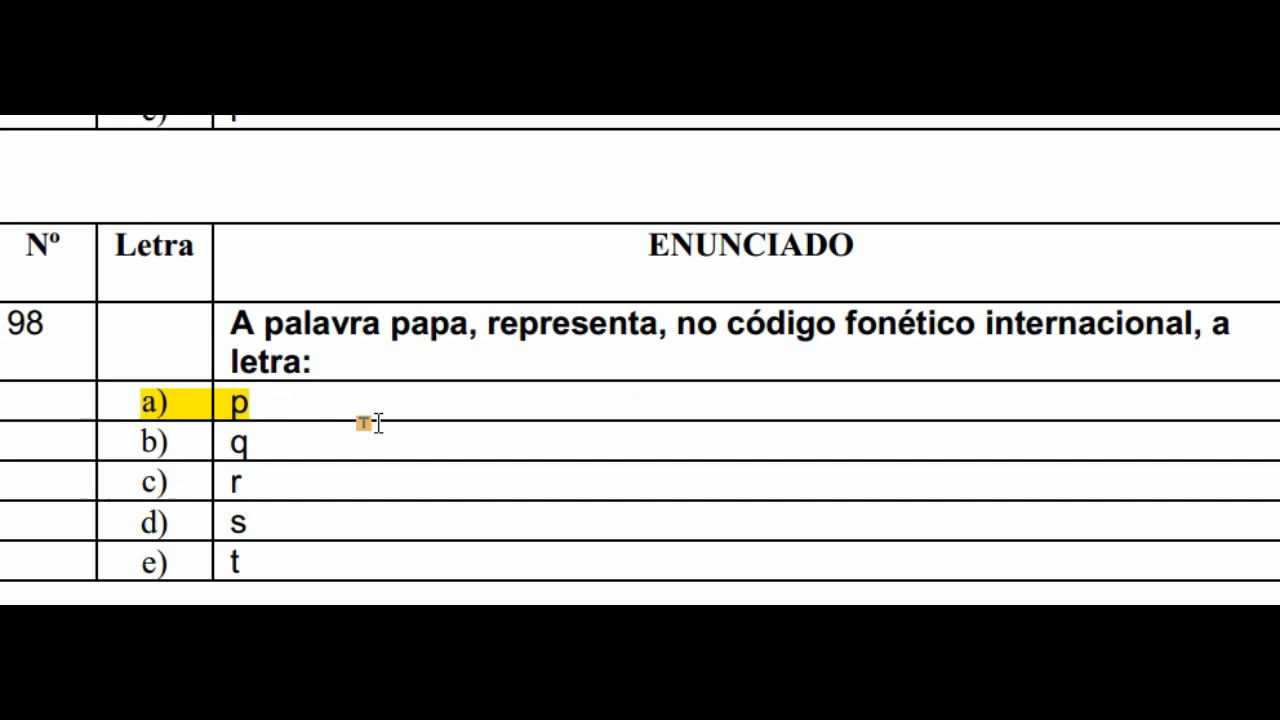 Nº Letra ENUNCIADO
98 A palavra papa, representa, no código fonético internacional, a
letra:
a) p
b) q
c) r
d) s
e) t